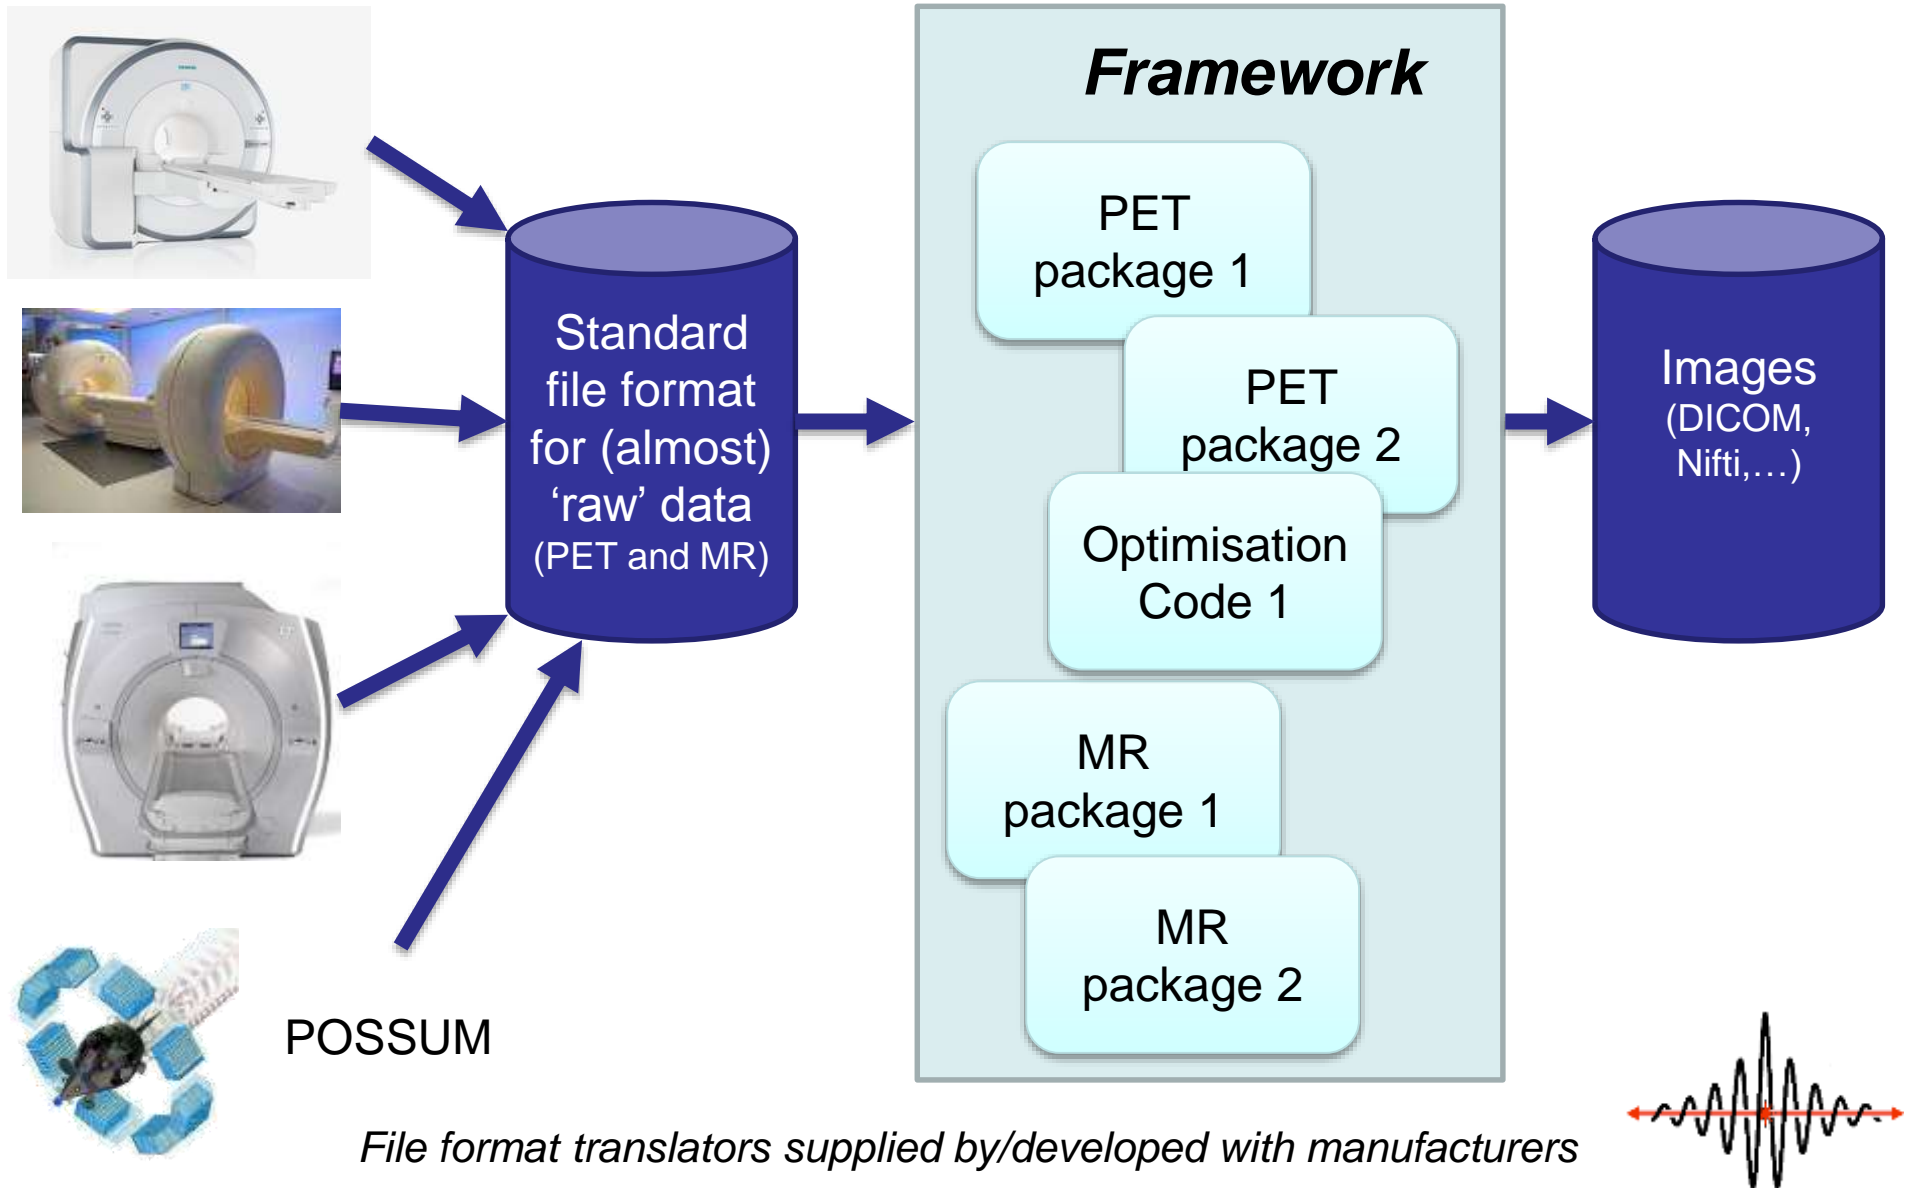 Framework
PET
package 1
PET
package 2
Optimisation
Code 1
MR
package 1
MR
package 2
Standard
file format
for (almost)
‘raw’ data
(PET and MR)
Images
(DICOM,
Nifti,…)
POSSUM
File format translators supplied by/developed with manufacturers